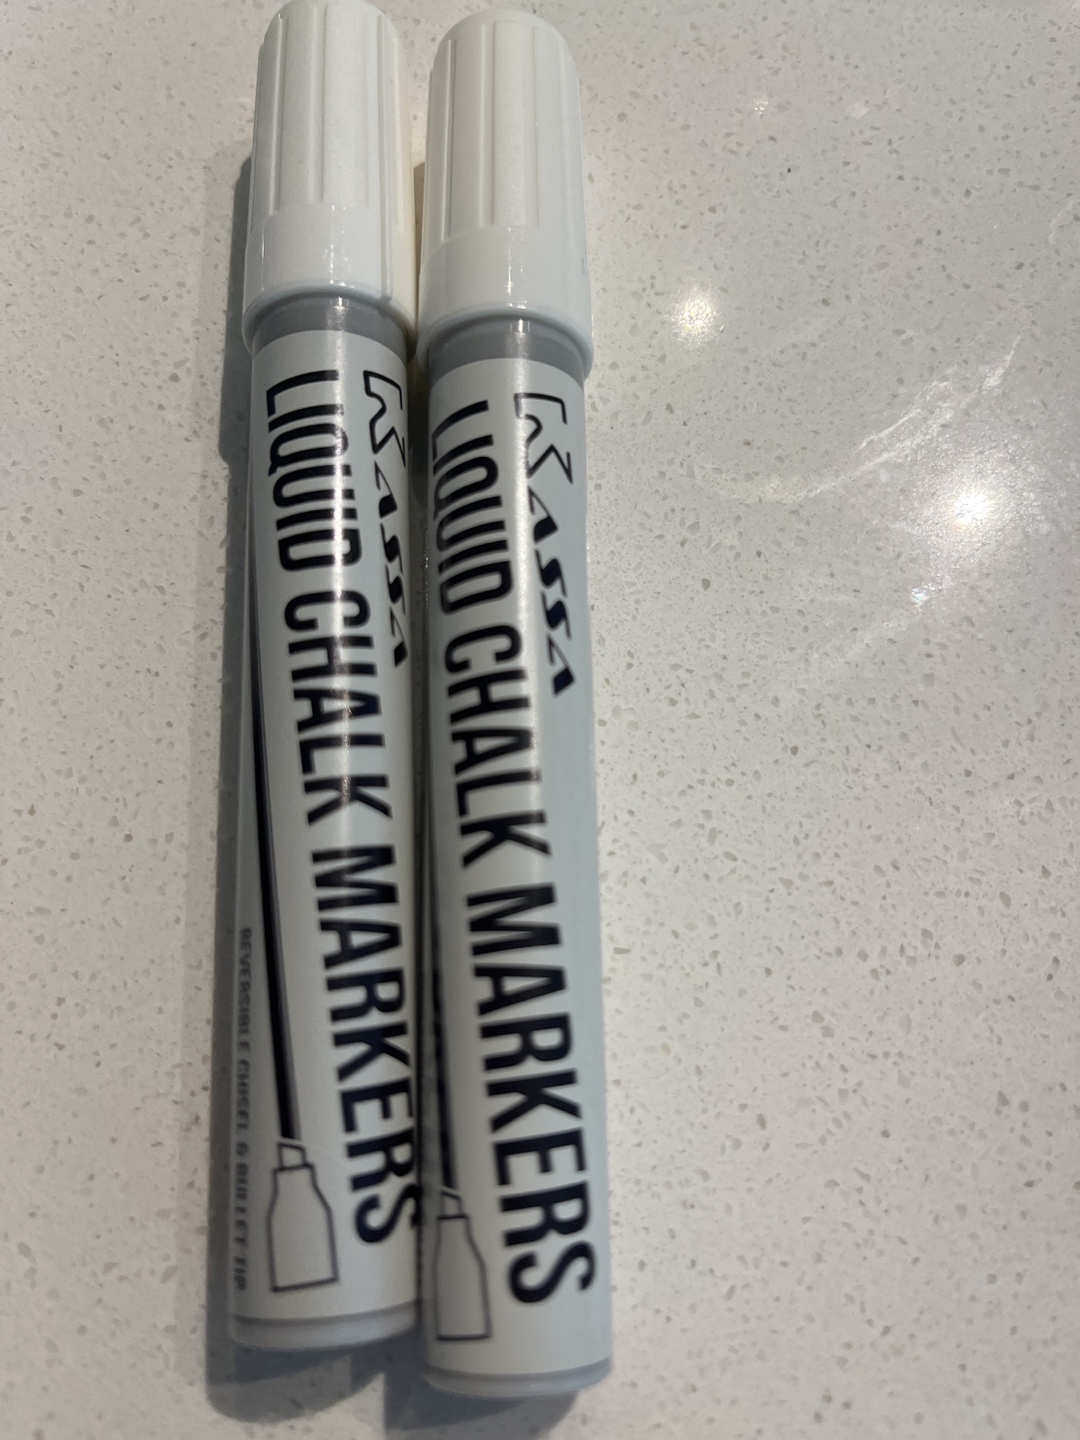 KASSA
LIQUID CHALK MARKERS
REVERSIBLE CHISEL & BULLET TIP
KASSA
LIQUID CHALK MARKERS